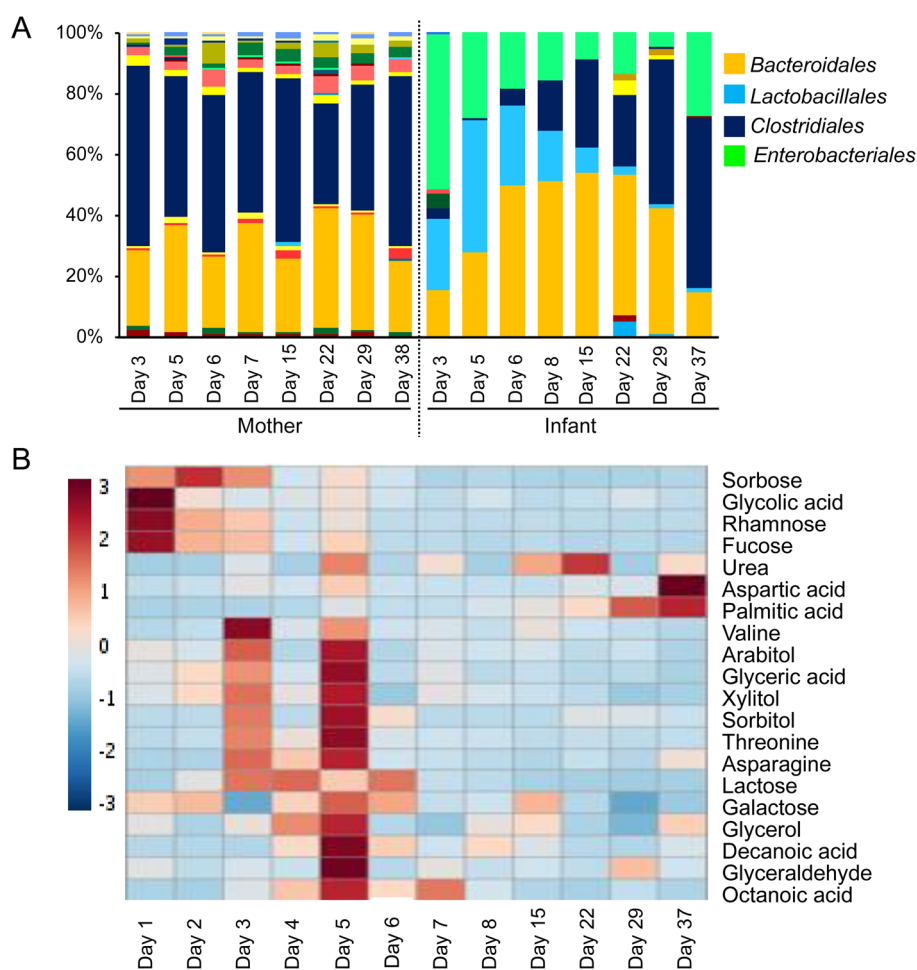 A
100%
80%
60%
40%
20%
0%
Bacteroidales
Lactobacillales
Clostridiales
Enterobacteriales
Day 3
Day 5
Day 6
Day 7
Day 15
Day 22
Day 29
Day 38
Day 3
Day 5
Day 6
Day 8
Day 15
Day 22
Day 29
Day 37
Mother
Infant
B
3
2
1
0
-1
-2
-3
Sorbose
Glycolic acid
Rhamnose
Fucose
Urea
Aspartic acid
Palmitic acid
Valine
Arabitol
Glyceric acid
Xylitol
Sorbitol
Threonine
Asparagine
Lactose
Galactose
Glycerol
Decanoic acid
Glyceraldehyde
Octanoic acid
Day 1
Day 2
Day 3
Day 4
Day 5
Day 6
Day 7
Day 8
Day 15
Day 22
Day 29
Day 37